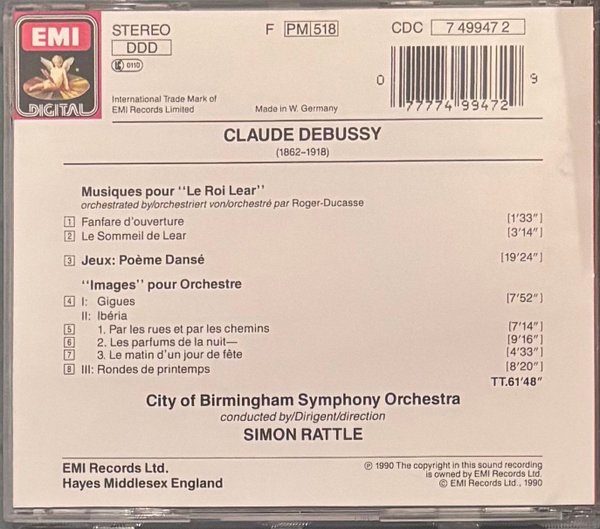 EMI
DIGITAL
STEREO
DDD
LC 0110
F PM 518
CDC 7 49947 2
0 77774 99472 9
International Trade Mark of
EMI Records Limited
Made in W. Germany
CLAUDE DEBUSSY
(1862–1918)
Musiques pour "Le Roi Lear"
orchestrated by/orchestriert von/orchestré par Roger-Ducasse
1 Fanfare d'ouverture [1'33"]
2 Le Sommeil de Lear [3'14"]
3 Jeux: Poème Dansé [19'24"]
"Images" pour Orchestre
4 I: Gigues [7'52"]
II: Ibéria
5 1. Par les rues et par les chemins [7'14"]
6 2. Les parfums de la nuit— [9'16"]
7 3. Le matin d'un jour de fête [4'33"]
8 III: Rondes de printemps [8'20"]
TT.61'48"
City of Birmingham Symphony Orchestra
conducted by/Dirigent/direction
SIMON RATTLE
EMI Records Ltd.
Hayes Middlesex England
℗ 1990 The copyright in this sound recording
is owned by EMI Records Ltd.
© EMI Records Ltd., 1990